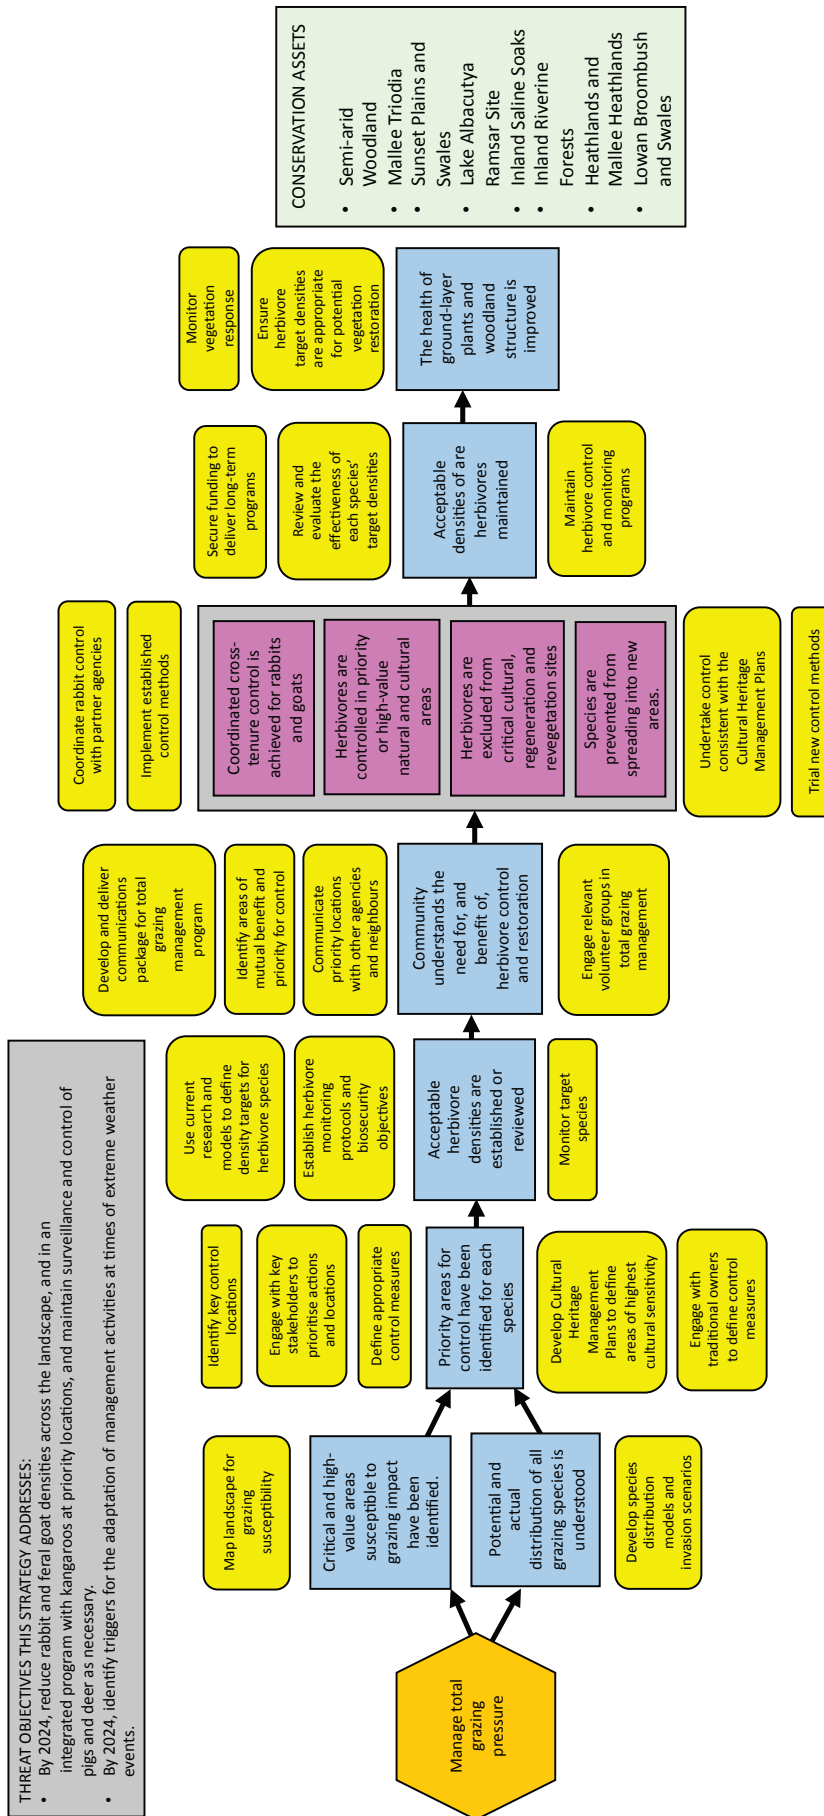 THREAT OBJECTIVES THIS STRATEGY ADDRESSES:
• By 2024, reduce rabbit and feral goat densities across the landscape, and in an
integrated program with kangaroos at priority locations, and maintain surveillance and control of
pigs and deer as necessary.
• By 2024, identify triggers for the adaptation of management activities at times of extreme weather
events.
Manage total
grazing
pressure
Map landscape for
grazing
susceptibility
Critical and high-
value areas
susceptible to
grazing impact
have been
identified.
Potential and
actual
distribution of all
grazing species is
understood
Develop species
distribution
models and
invasion scenarios
Identify key control
locations
Engage with key
stakeholders to
prioritise actions
and locations
Define appropriate
control measures
Priority areas for
control have been
identified for each
species
Develop Cultural
Heritage
Management
Plans to define
areas of highest
cultural sensitivity
Engage with
traditional owners
to define control
measures
Use current
research and
models to define
density targets for
herbivore species
Establish herbivore
monitoring
protocols and
biosecurity
objectives
Acceptable
herbivore
densities are
established or
reviewed
Monitor target
species
Develop and deliver
communications
package for total
grazing
management
program
Identify areas of
mutual benefit and
priority for control
Communicate
priority locations
with other agencies
and neighbours
Community
understands the
need for, and
benefit of,
herbivore control
and restoration
Engage relevant
volunteer groups in
total grazing
management
Coordinate rabbit control
with partner agencies
Implement established
control methods
Coordinated cross-
tenure control is
achieved for rabbits
and goats
Herbivores are
controlled in priority
or high-value
natural and cultural
areas
Herbivores are
excluded from
critical cultural,
regeneration and
revegetation sites
Species are
prevented from
spreading into new
areas.
Undertake control
consistent with the
Cultural Heritage
Management Plans
Trial new control methods
Secure funding to
deliver long-term
programs
Review and
evaluate the
effectiveness of
each species’
target densities
Acceptable
densities of are
herbivores
maintained
Maintain
herbivore control
and monitoring
programs
Monitor
vegetation
response
Ensure
herbivore
target densities
are appropriate
for potential
vegetation
restoration
The health of
ground-layer
plants and
woodland
structure is
improved
CONSERVATION ASSETS
• Semi-arid
Woodland
• Mallee Triodia
• Sunset Plains and
Swales
• Lake Albacutya
Ramsar Site
• Inland Saline Soaks
• Inland Riverine
Forests
• Heathlands and
Mallee Heathlands
• Lowan Broombush
and Swales